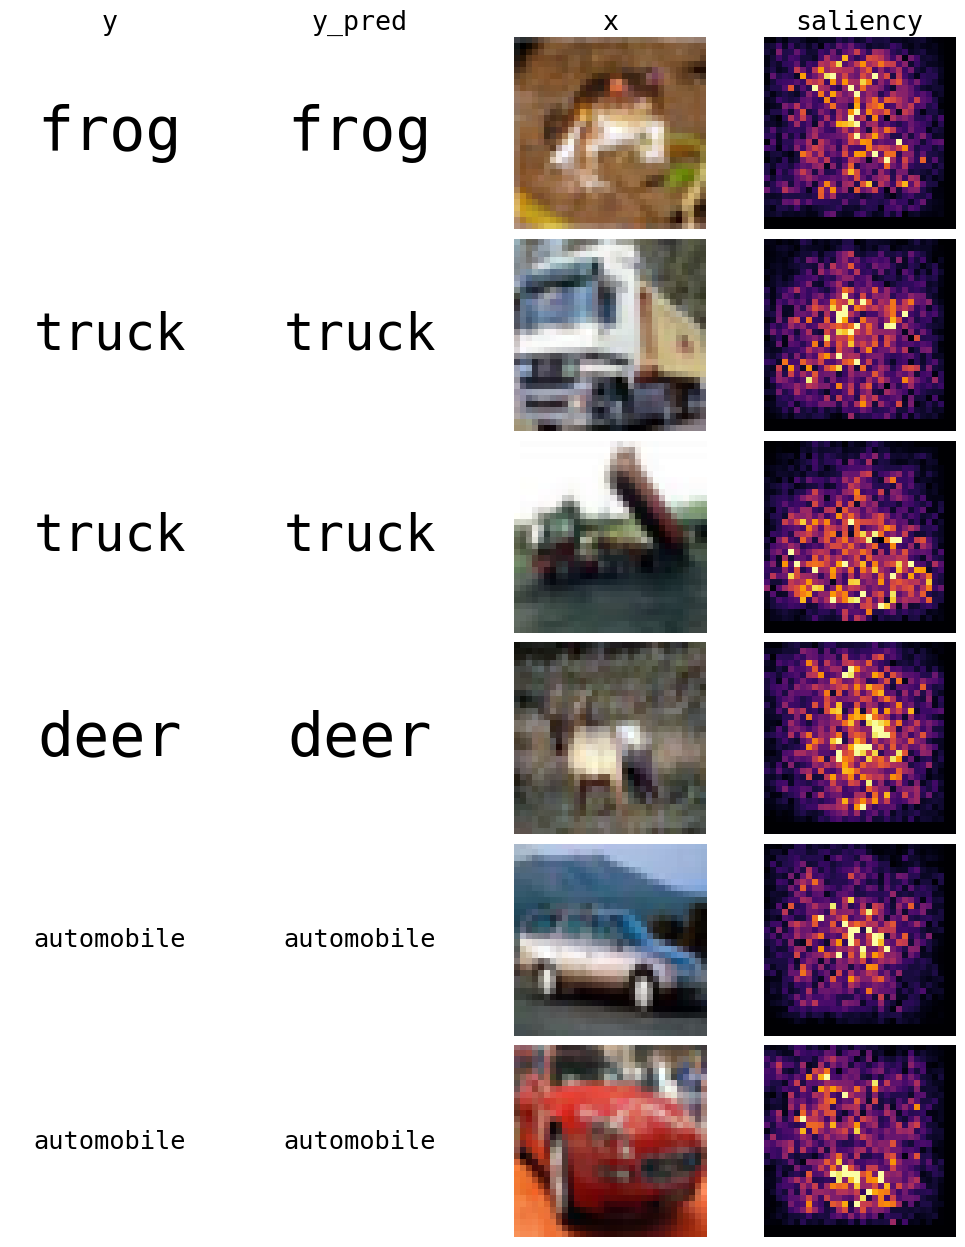 y y_pred x saliency
frog frog
truck truck
truck truck
deer deer
automobile automobile
automobile automobile